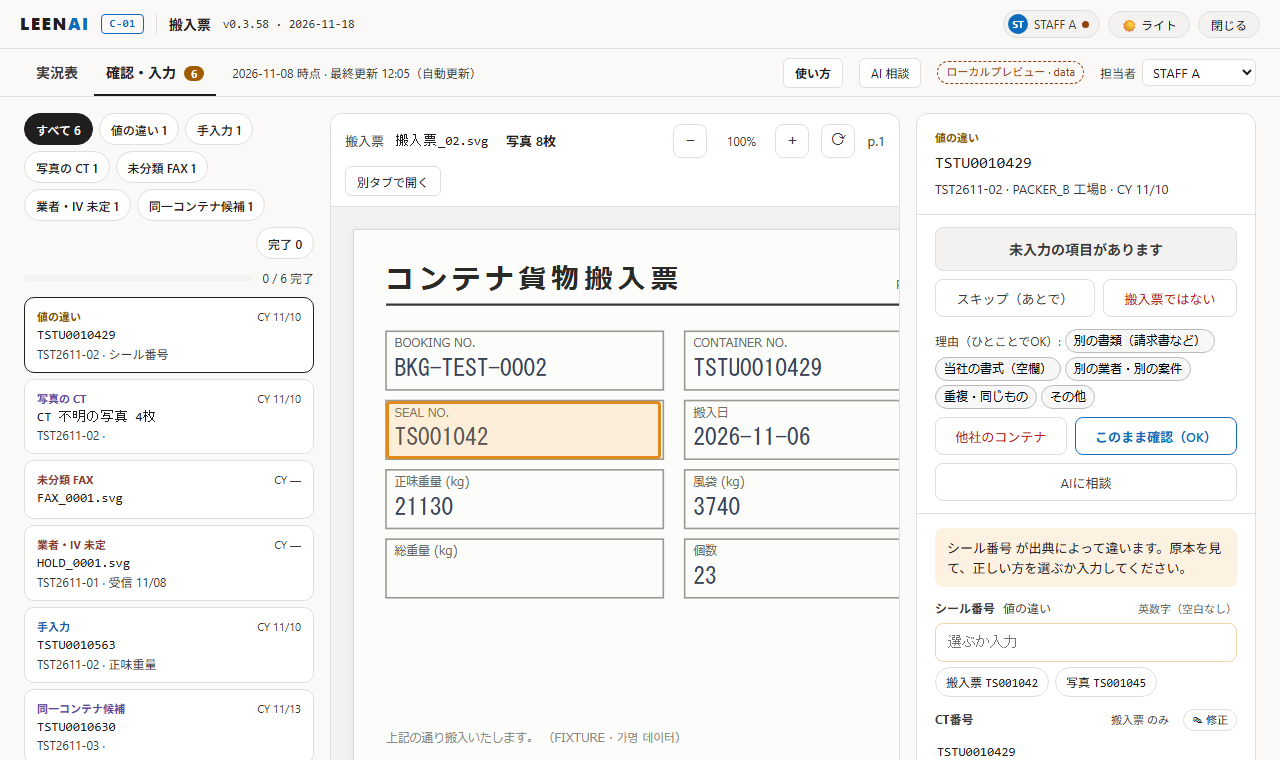 LEENAI C-01 搬入票 v0.3.58 · 2026-11-18 ST STAFF A ライト 閉じる
実況表 確認・入力 6 2026-11-08 時点 · 最終更新 12:05（自動更新） 使い方 AI 相談 ローカルプレビュー · data 担当者 STAFF A
すべて 6 値の違い 1 手入力 1
写真の CT 1 未分類 FAX 1
業者・IV 未定 1 同一コンテナ候補 1
完了 0
0 / 6 完了
値の違い CY 11/10
TSTU0010429
TST2611-02 · シール番号
写真の CT CY 11/10
CT 不明の写真 4枚
TST2611-02 ·
未分類 FAX CY —
FAX_0001.svg
業者・IV 未定 CY —
HOLD_0001.svg
TST2611-01 · 受信 11/08
手入力 CY 11/10
TSTU0010563
TST2611-02 · 正味重量
同一コンテナ候補 CY 11/13
TSTU0010630
TST2611-03 ·
搬入票 搬入票_02.svg 写真 8枚 − 100% + p.1
別タブで開く
コンテナ貨物搬入票
BOOKING NO. CONTAINER NO.
BKG-TEST-0002 TSTU0010429
SEAL NO. 搬入日
TS001042 2026-11-06
正味重量 (kg) 風袋 (kg)
21130 3740
総重量 (kg) 個数
23
上記の通り搬入いたします。 （FIXTURE · 가명 데이터）
値の違い
TSTU0010429
TST2611-02 · PACKER_B 工場B · CY 11/10
未入力の項目があります
スキップ（あとで） 搬入票ではない
理由（ひとことでOK）: 別の書類（請求書など）
当社の書式（空欄） 別の業者・別の案件
重複・同じもの その他
他社のコンテナ このまま確認（OK）
AIに相談
シール番号 が出典によって違います。原本を見
て、正しい方を選ぶか入力してください。
シール番号 値の違い 英数字（空白なし）
選ぶか入力
搬入票 TS001042 写真 TS001045
CT番号 搬入票 のみ ✎ 修正
TSTU0010429